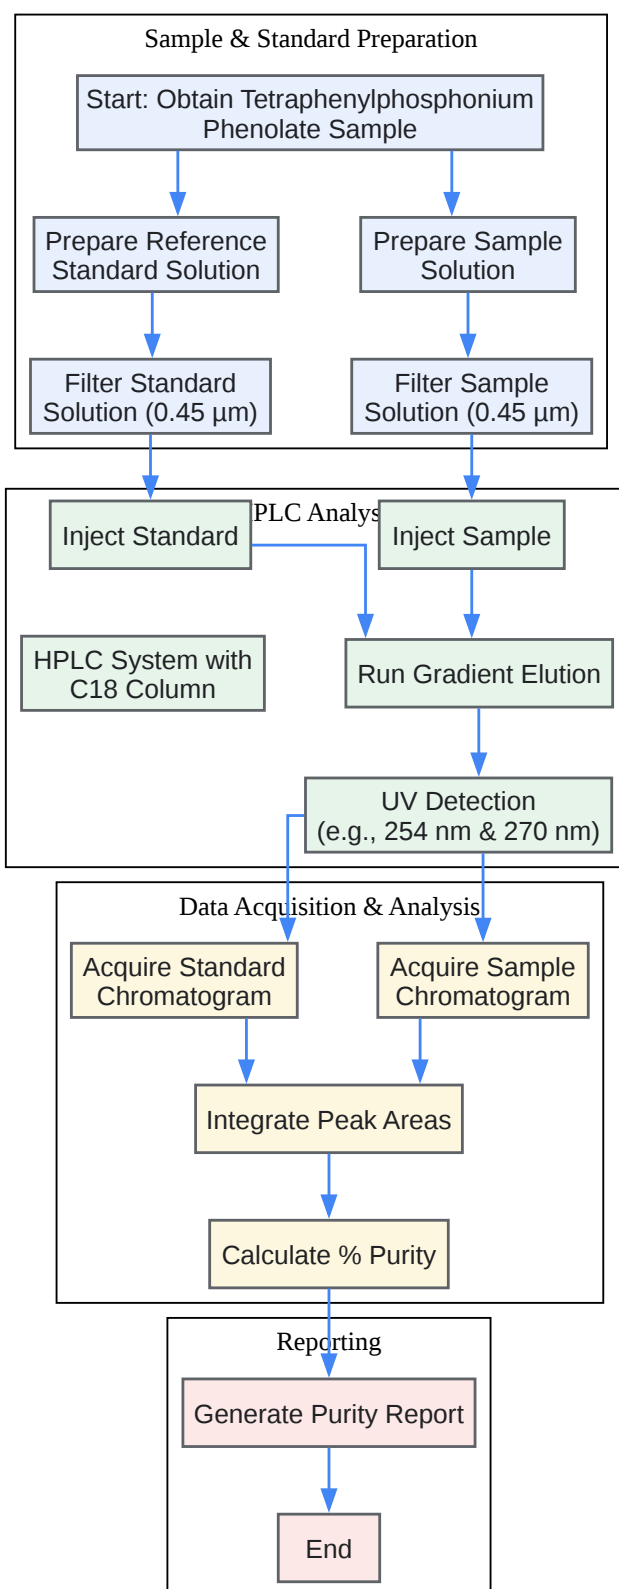 Sample & Standard Preparation
Start: Obtain Tetraphenylphosphonium
Phenolate Sample
Prepare Reference
Standard Solution
Prepare Sample
Solution
Filter Standard
Solution (0.45 µm)
Filter Sample
Solution (0.45 µm)
PLC Analys
Inject Standard
Inject Sample
HPLC System with
C18 Column
Run Gradient Elution
UV Detection
(e.g., 254 nm & 270 nm)
Data Acquisition & Analysis
Acquire Standard
Chromatogram
Acquire Sample
Chromatogram
Integrate Peak Areas
Calculate % Purity
Reporting
Generate Purity Report
End